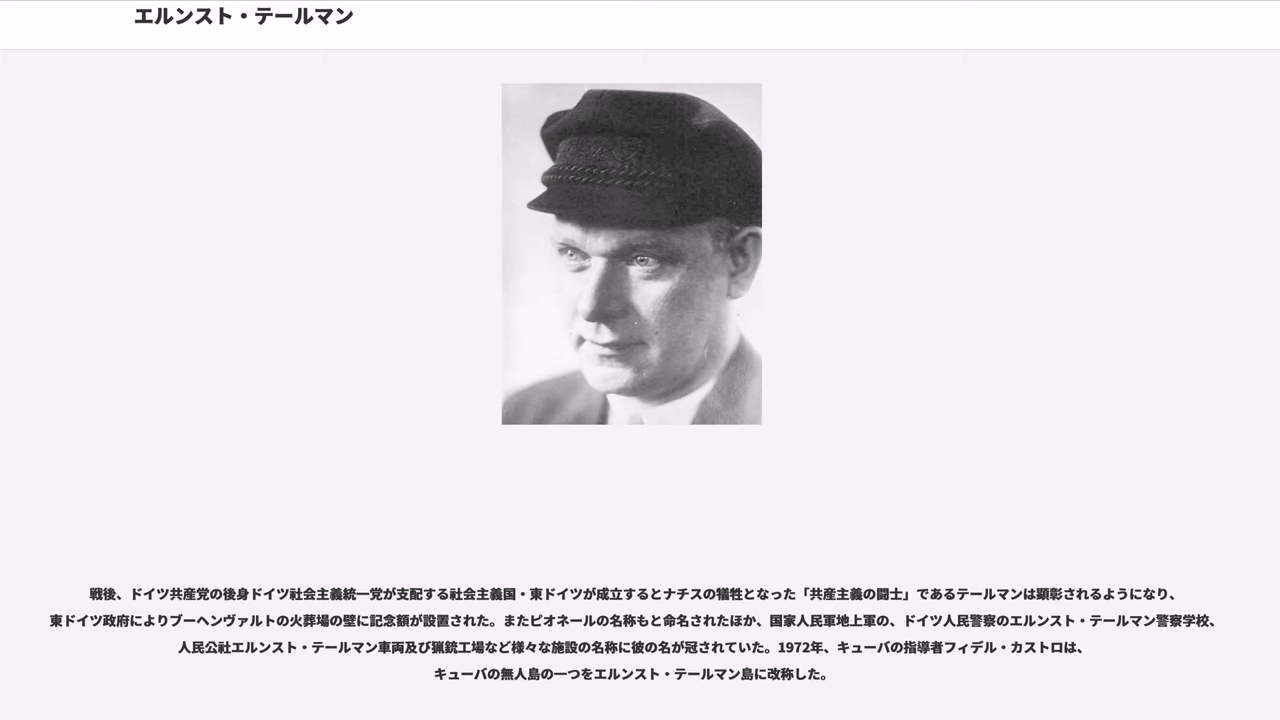 エルンスト・テールマン
戦後、ドイツ共産党の後身ドイツ社会主義統一党が支配する社会主義国・東ドイツが成立するとナチスの犠牲となった「共産主義の闘士」であるテールマンは顕彰されるようになり、
東ドイツ政府によりブーヘンヴァルトの火葬場の壁に記念額が設置された。またピオネールの名称もと命名されたほか、国家人民軍地上軍の、ドイツ人民警察のエルンスト・テールマン警察学校、
人民公社エルンスト・テールマン車両及び猟銃工場など様々な施設の名称に彼の名が冠されていた。1972年、キューバの指導者フィデル・カストロは、
キューバの無人島の一つをエルンスト・テールマン島に改称した。